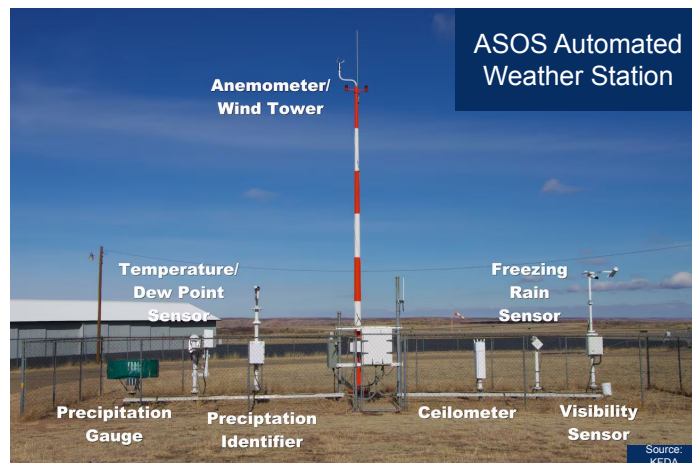 ASOS Automated
Weather Station
Anemometer/
Wind Tower
Temperature/
Dew Point
Sensor
Freezing
Rain
Sensor
Precipitation
Gauge
Preciptation
Identifier
Ceilometer
Visibility
Sensor
Source: